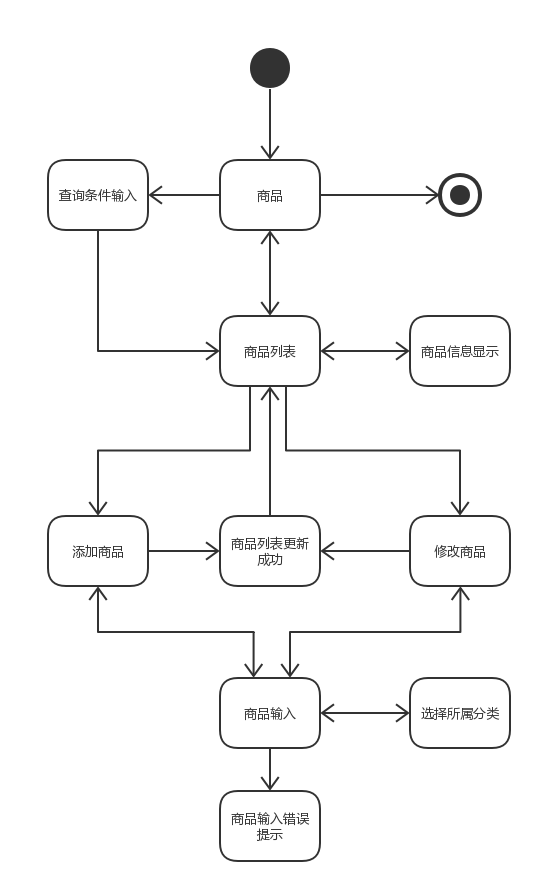 查询条件输入
商品
商品列表
商品信息显示
添加商品
商品列表更新
成功
修改商品
商品输入
选择所属分类
商品输入错误
提示